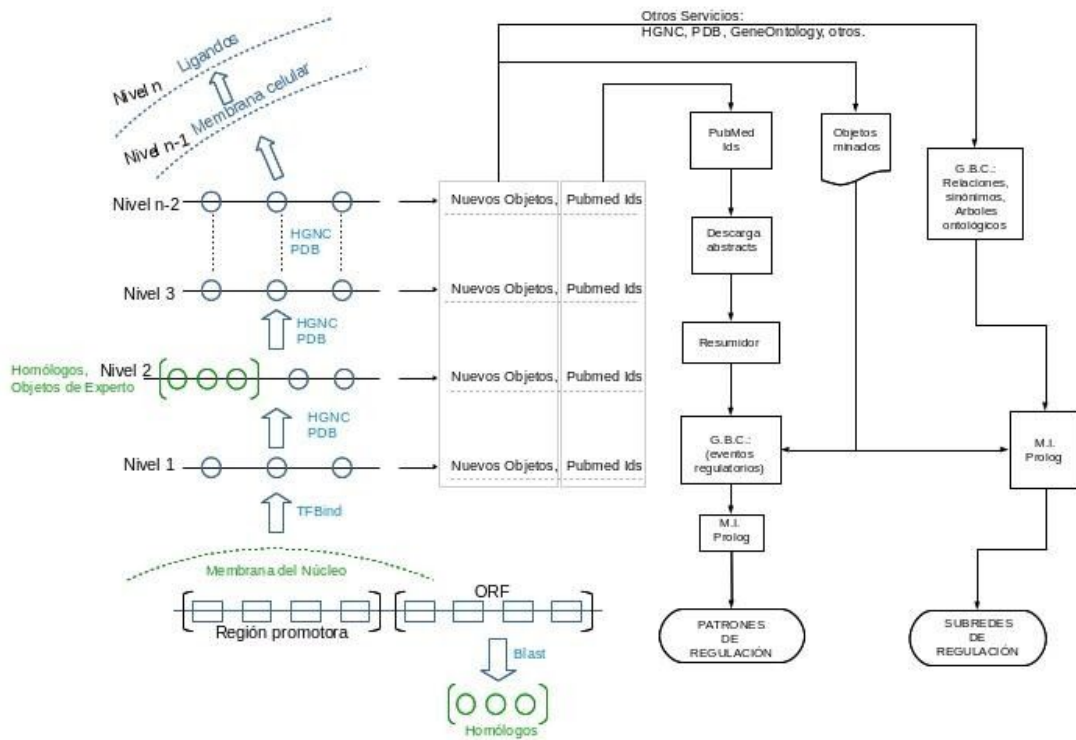 Otros Servicios:
HGNC, PDB, GeneOntology, otros.
Nivel n
Ligandos
Nivel n-1
Membrana celular
Nivel n-2
Nuevos Objetos, Pubmed Ids
HGNC
PDB
Nivel 3
Nuevos Objetos, Pubmed Ids
HGNC
PDB
Homólogos,
Objetos de Experto
Nivel 2
Nuevos Objetos, Pubmed Ids
HGNC
PDB
Nivel 1
Nuevos Objetos, Pubmed Ids
TFBind
Membrana del Núcleo
ORF
Región promotora
Blast
Homólogos
PubMed
Ids
Descarga
abstracts
Resumidor
G.B.C.:
(eventos
regulatorios)
M.I.
Prolog
PATRONES
DE
REGULACIÓN
Objetos
minados
G.B.C.:
Relaciones,
sinónimos,
Arboles
ontológicos
M.I.
Prolog
SUBREDES
DE
REGULACIÓN